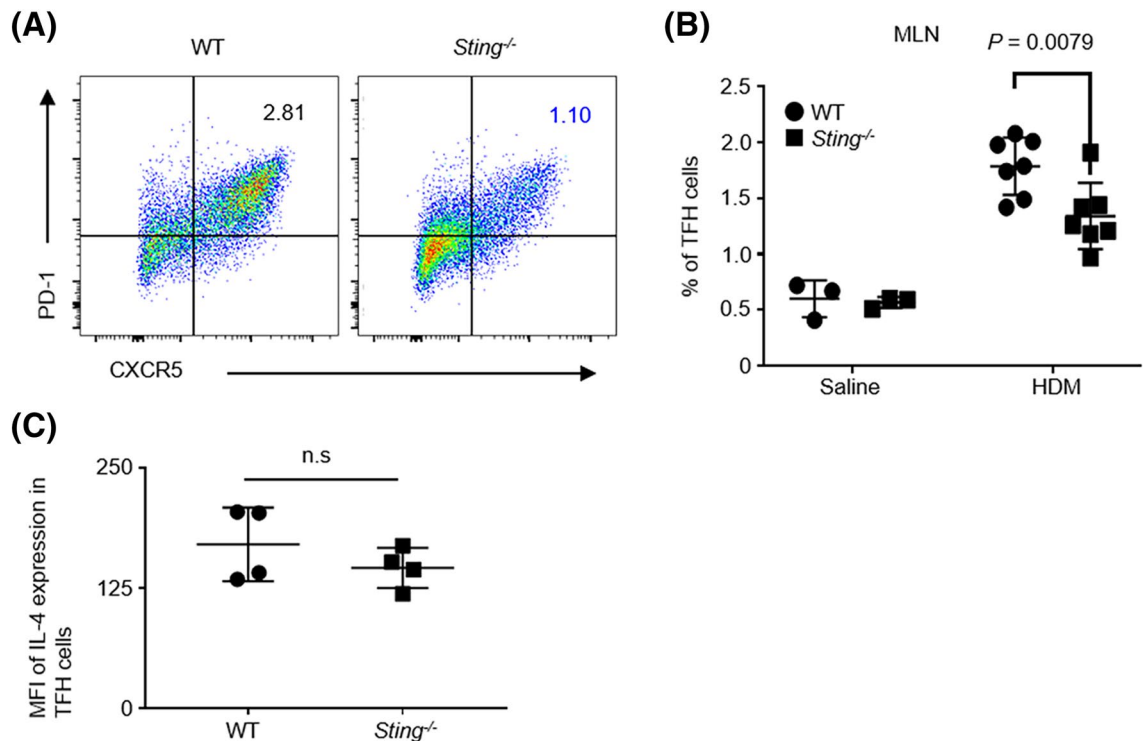 (A)
WT
Sting-/-
2.81
1.10
PD-1
CXCR5
(B)
MLN
P = 0.0079
WT
Sting-/-
% of TFH cells
2.5
2.0
1.5
1.0
0.5
0
Saline
HDM
(C)
n.s
MFI of IL-4 expression in
TFH cells
250
125
0
WT
Sting-/-